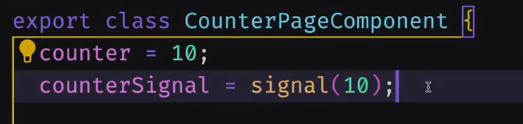 export class CounterPageComponent {
counter = 10;
counterSignal = signal(10);